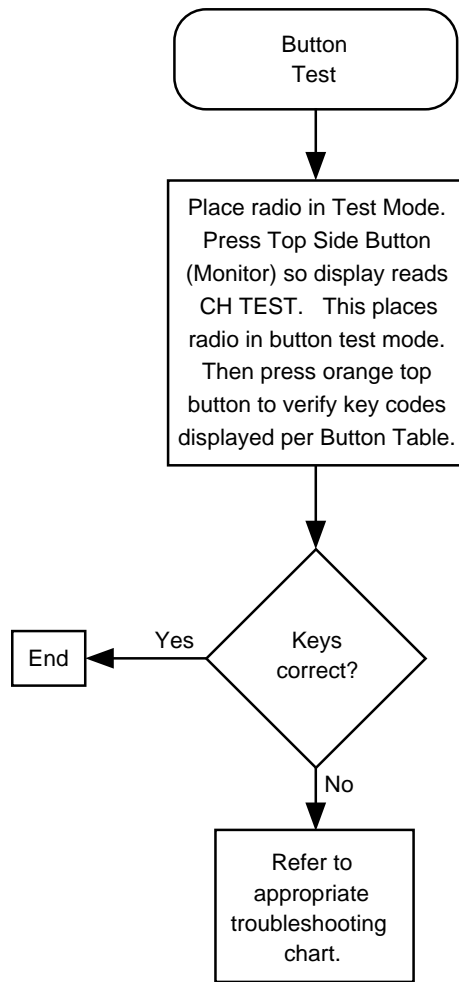 Button
Test
Place radio in Test Mode.
Press Top Side Button
(Monitor) so display reads
CH TEST.   This places
radio in button test mode.
Then press orange top
button to verify key codes
displayed per Button Table.
Keys
correct?
Yes
End
No
Refer to
appropriate
troubleshooting
chart.